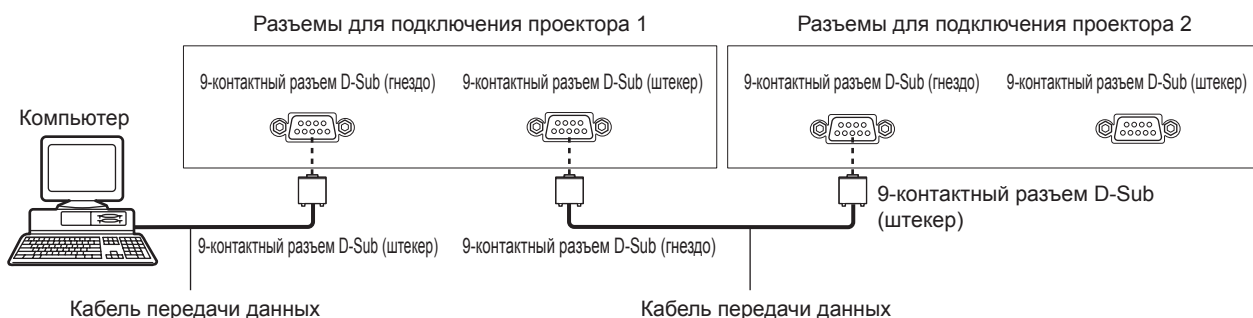 Разъемы для подключения проектора 1
Разъемы для подключения проектора 2
9-контактный разъем D-Sub (гнездо)
9-контактный разъем D-Sub (штекер)
9-контактный разъем D-Sub (гнездо)
9-контактный разъем D-Sub (штекер)
Компьютер
9-контактный разъем D-Sub
(штекер)
9-контактный разъем D-Sub (штекер)
9-контактный разъем D-Sub (гнездо)
Кабель передачи данных
Кабель передачи данных